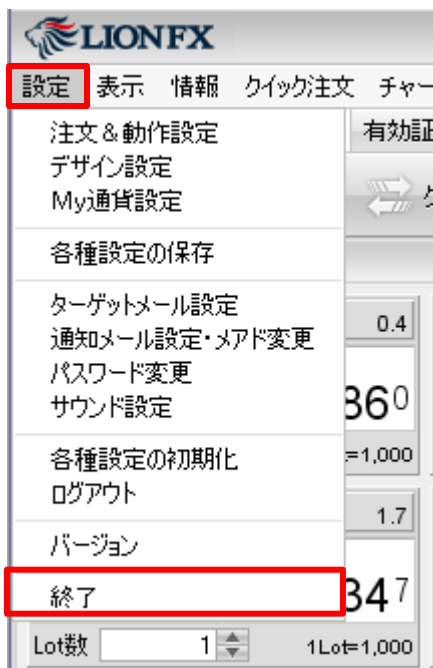 LION FX
設定 表示 情報 クイック注文 チャー
注文＆動作設定
有効証
デザイン設定
My通貨設定
各種設定の保存
ターゲットメール設定
0.4
通知メール設定・メアド変更
パスワード変更
860
サウンド設定
各種設定の初期化
=1,000
ログアウト
1.7
バージョン
終了
347
Lot数 1 1Lot=1,000